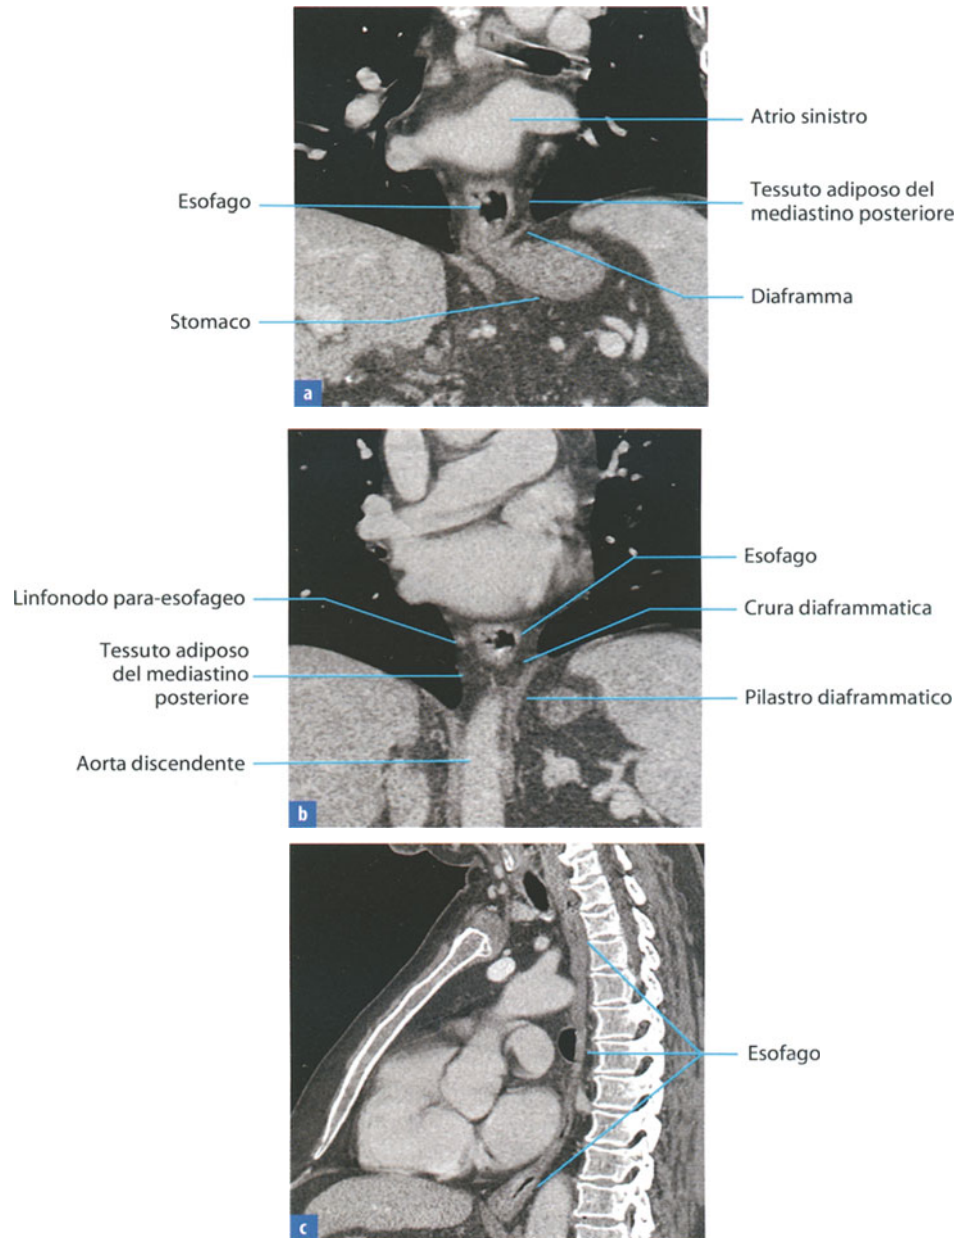 Atrio sinistro
Esofago
Tessuto adiposo del
mediastino posteriore
Diaframma
Stomaco
a
Esofago
Linfonodo para-esofageo
Crura diaframmatica
Tessuto adiposo
del mediastino
posteriore
Pilastro diaframmatico
Aorta discendente
b
Esofago
c